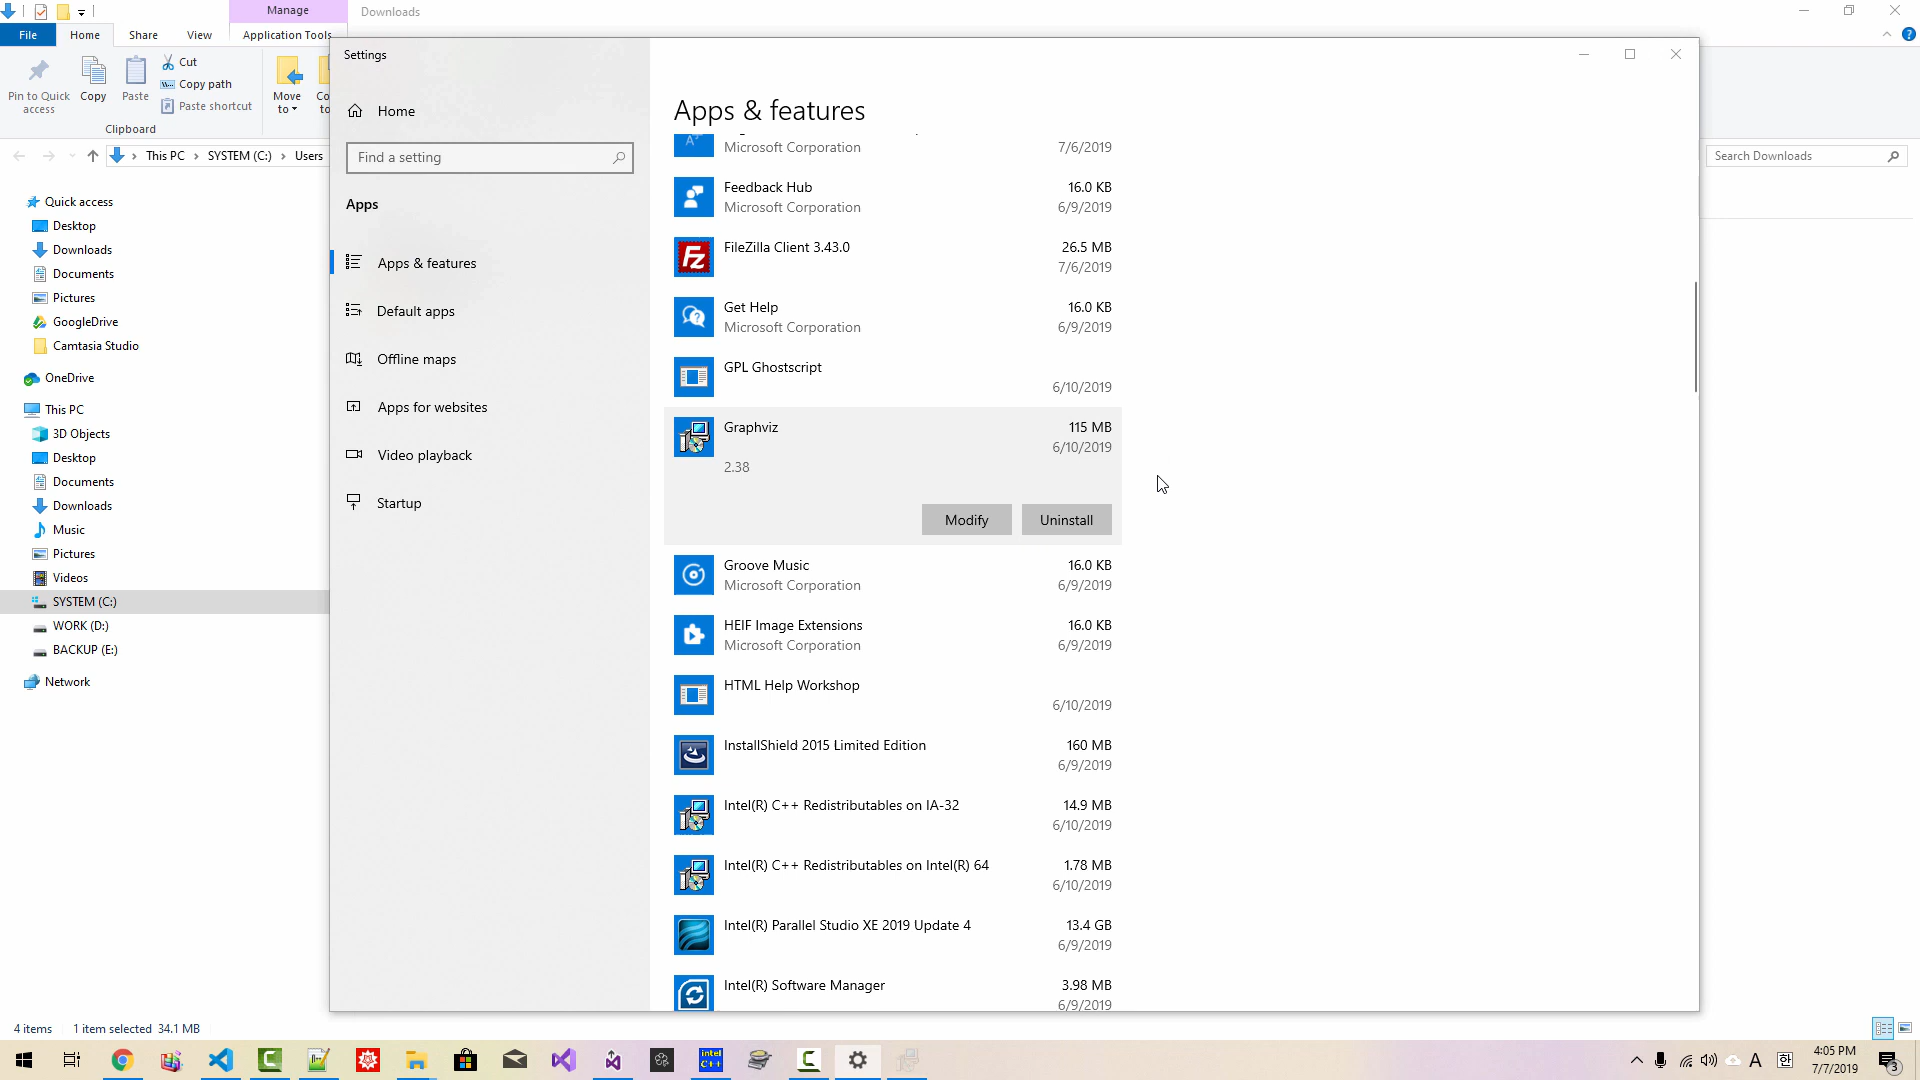 Manage
Downloads
File
Home
Share
View
Application Tools
Settings
Pin to Quick
access
Copy
Paste
Cut
Copy path
Paste shortcut
Move
to
Co
to
Clipboard
This PC
SYSTEM (C:)
Users
Search Downloads
Quick access
Desktop
Downloads
Documents
Pictures
GoogleDrive
Camtasia Studio
OneDrive
This PC
3D Objects
Desktop
Documents
Downloads
Music
Pictures
Videos
SYSTEM (C:)
WORK (D:)
BACKUP (E:)
Network
Home
Find a setting
Apps
Apps & features
Default apps
Offline maps
Apps for websites
Video playback
Startup
Apps & features
Microsoft Corporation 7/6/2019
Feedback Hub 16.0 KB
Microsoft Corporation 6/9/2019
FileZilla Client 3.43.0 26.5 MB
7/6/2019
Get Help 16.0 KB
Microsoft Corporation 6/9/2019
GPL Ghostscript
6/10/2019
Graphviz 115 MB
6/10/2019
2.38
Modify Uninstall
Groove Music 16.0 KB
Microsoft Corporation 6/9/2019
HEIF Image Extensions 16.0 KB
Microsoft Corporation 6/9/2019
HTML Help Workshop
6/10/2019
InstallShield 2015 Limited Edition 160 MB
6/9/2019
Intel(R) C++ Redistributables on IA-32 14.9 MB
6/10/2019
Intel(R) C++ Redistributables on Intel(R) 64 1.78 MB
6/10/2019
Intel(R) Parallel Studio XE 2019 Update 4 13.4 GB
6/9/2019
Intel(R) Software Manager 3.98 MB
6/9/2019
4 items 1 item selected 34.1 MB
intel
C++
A
한
4:05 PM
7/7/2019
3